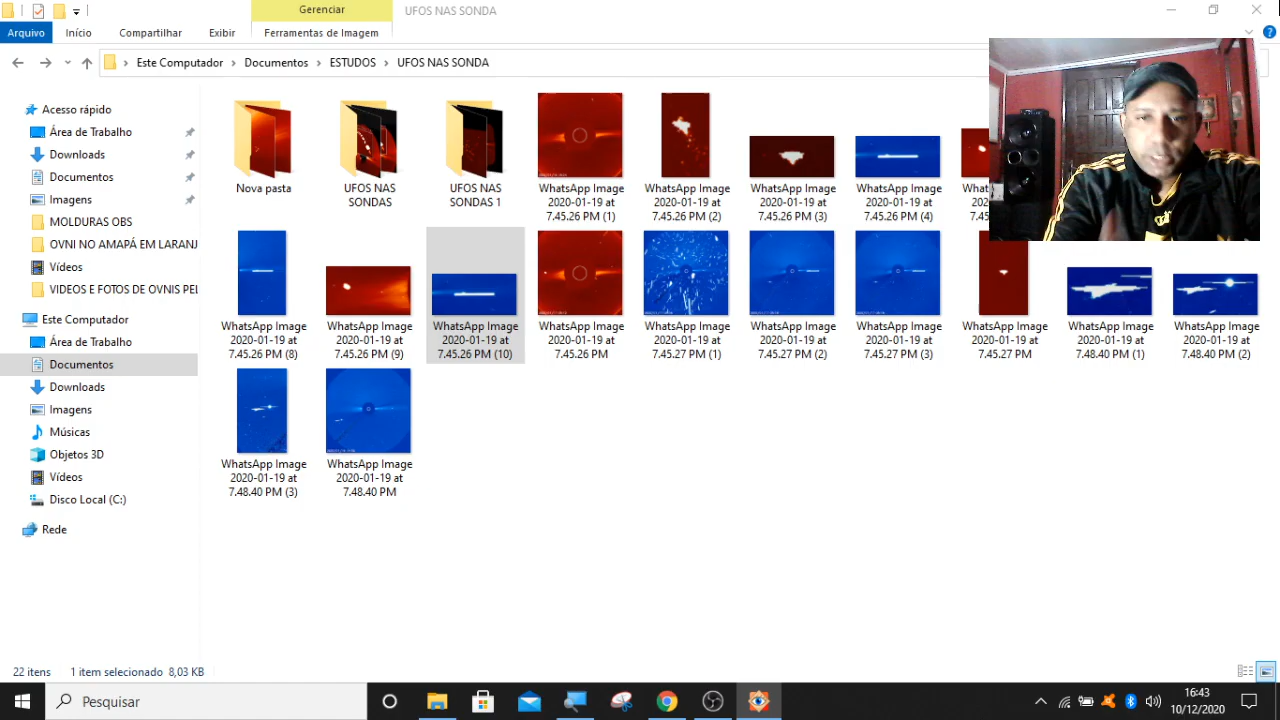 Gerenciar
UFOS NAS SONDA
Arquivo
Início
Compartilhar
Exibir
Ferramentas de Imagem
Este Computador > Documentos > ESTUDOS > UFOS NAS SONDA
Acesso rápido
Área de Trabalho
Downloads
Documentos
Imagens
MOLDURAS OBS
OVNI NO AMAPÁ EM LARANJ
Vídeos
VIDEOS E FOTOS DE OVNIS PEL
Este Computador
Área de Trabalho
Documentos
Downloads
Imagens
Músicas
Objetos 3D
Vídeos
Disco Local (C:)
Rede
Nova pasta
UFOS NAS
SONDAS
UFOS NAS
SONDAS 1
WhatsApp Image
2020-01-19 at
7.45.26 PM (1)
WhatsApp Image
2020-01-19 at
7.45.26 PM (2)
WhatsApp Image
2020-01-19 at
7.45.26 PM (3)
WhatsApp Image
2020-01-19 at
7.45.26 PM (4)
WhatsApp Image
2020-01-19 at
7.45.26 PM (8)
WhatsApp Image
2020-01-19 at
7.45.26 PM (9)
WhatsApp Image
2020-01-19 at
7.45.26 PM (10)
WhatsApp Image
2020-01-19 at
7.45.26 PM
WhatsApp Image
2020-01-19 at
7.45.27 PM (1)
WhatsApp Image
2020-01-19 at
7.45.27 PM (2)
WhatsApp Image
2020-01-19 at
7.45.27 PM (3)
WhatsApp Image
2020-01-19 at
7.45.27 PM
WhatsApp Image
2020-01-19 at
7.48.40 PM (1)
WhatsApp Image
2020-01-19 at
7.48.40 PM (2)
WhatsApp Image
2020-01-19 at
7.48.40 PM (3)
WhatsApp Image
2020-01-19 at
7.48.40 PM
22 itens
1 item selecionado 8,03 KB
Pesquisar
16:43
10/12/2020